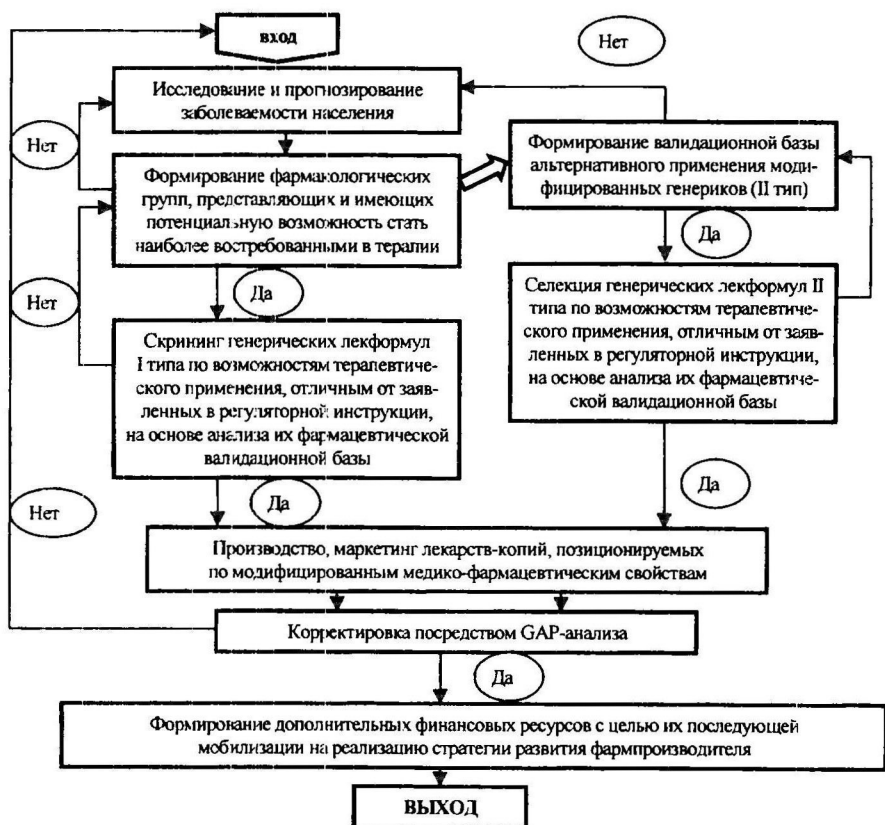 вход
Нет
Исследование и прогнозирование
заболеваемости населения
Нет
Формирование валидационной базы
альтернативного применения моди-
фицированных генериков (II тип)
Формирование фармакологических
групп, представляющих и имеющих
потенциальную возможность стать
наиболее востребованными в терапии
Да
Нет
Да
Селекция генерических лекформул II
типа по возможностям терапевтиче-
ского применения, отличным от заяв-
ленных в регуляторной инструкции,
на основе анализа их фармацевтиче-
ской валидационной базы
Скрининг генерических лекформул
I типа по возможностям терапевтиче-
ского применения, отличным от заяв-
ленных в регуляторной инструкции,
на основе анализа их фармацевтической
валидационной базы
Да
Нет
Да
Производство, маркетинг лекарств-копий, позиционируемых
по модифицированным медико-фармацевтическим свойствам
Корректировка посредством GAP-анализа
Да
Формирование дополнительных финансовых ресурсов с целью их последующей
мобилизации на реализацию стратегии развития фармпроизводителя
ВЫХОД